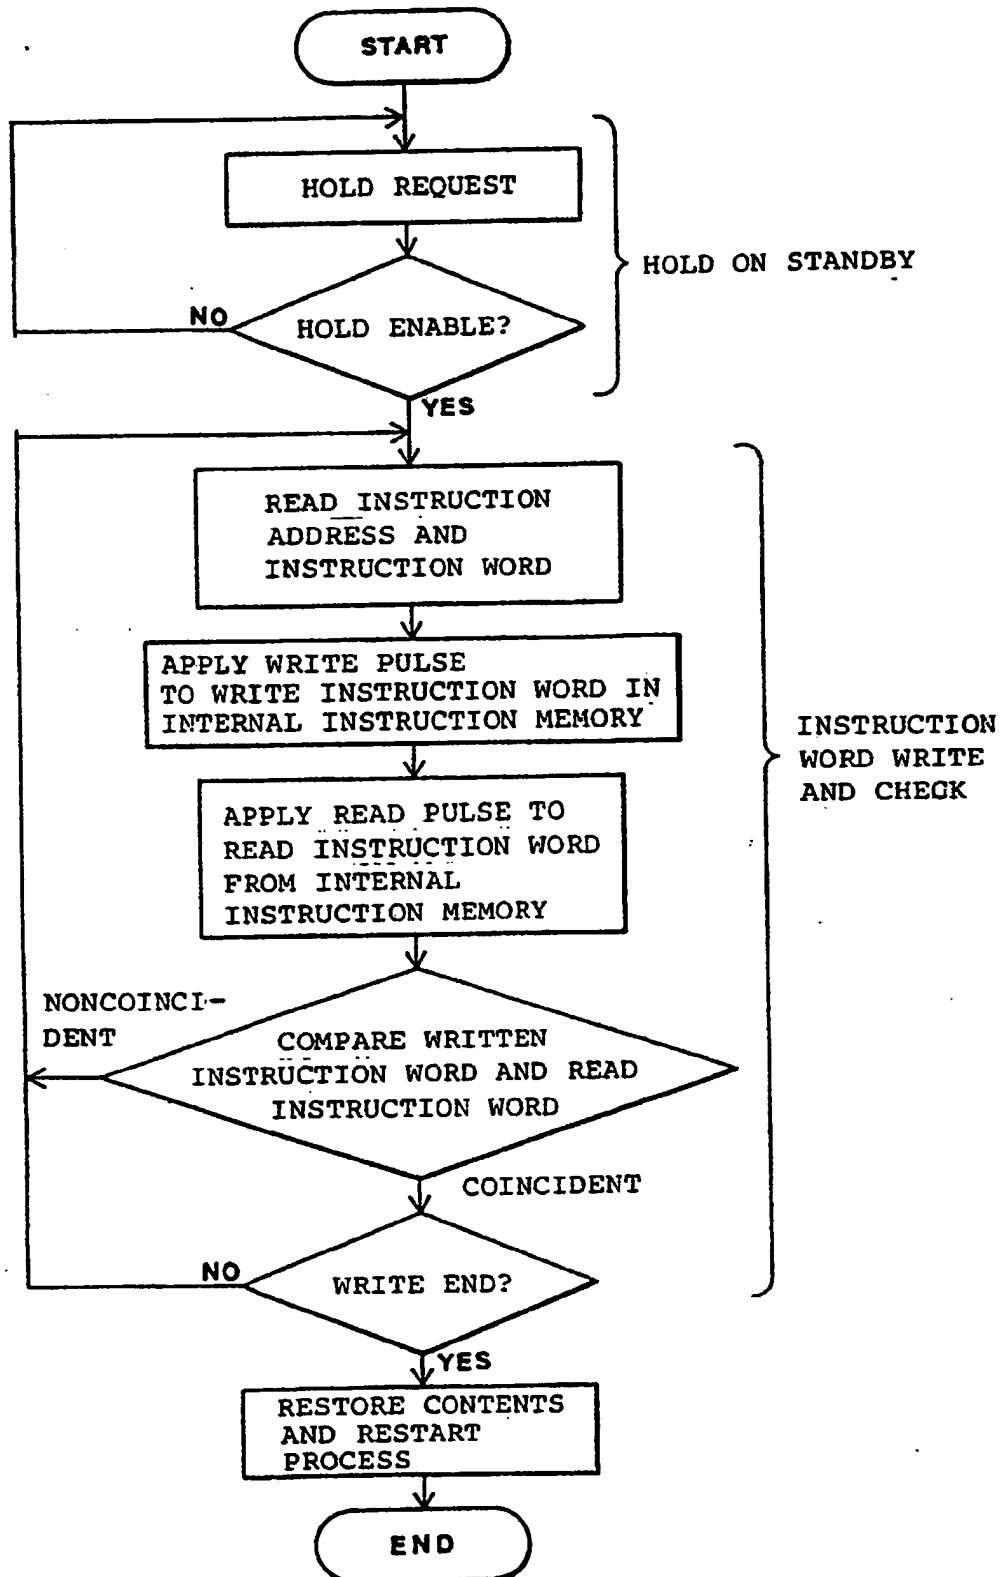 START
HOLD REQUEST
HOLD ON STANDBY
NO
HOLD ENABLE?
YES
READ INSTRUCTION
ADDRESS AND
INSTRUCTION WORD
APPLY WRITE PULSE
TO WRITE INSTRUCTION WORD IN
INTERNAL INSTRUCTION MEMORY
INSTRUCTION
WORD WRITE
AND CHECK
APPLY READ PULSE TO
READ INSTRUCTION WORD
FROM INTERNAL
INSTRUCTION MEMORY
NONCOINCI-
DENT
COMPARE WRITTEN
INSTRUCTION WORD AND READ
INSTRUCTION WORD
COINCIDENT
NO
WRITE END?
YES
RESTORE CONTENTS
AND RESTART
PROCESS
END